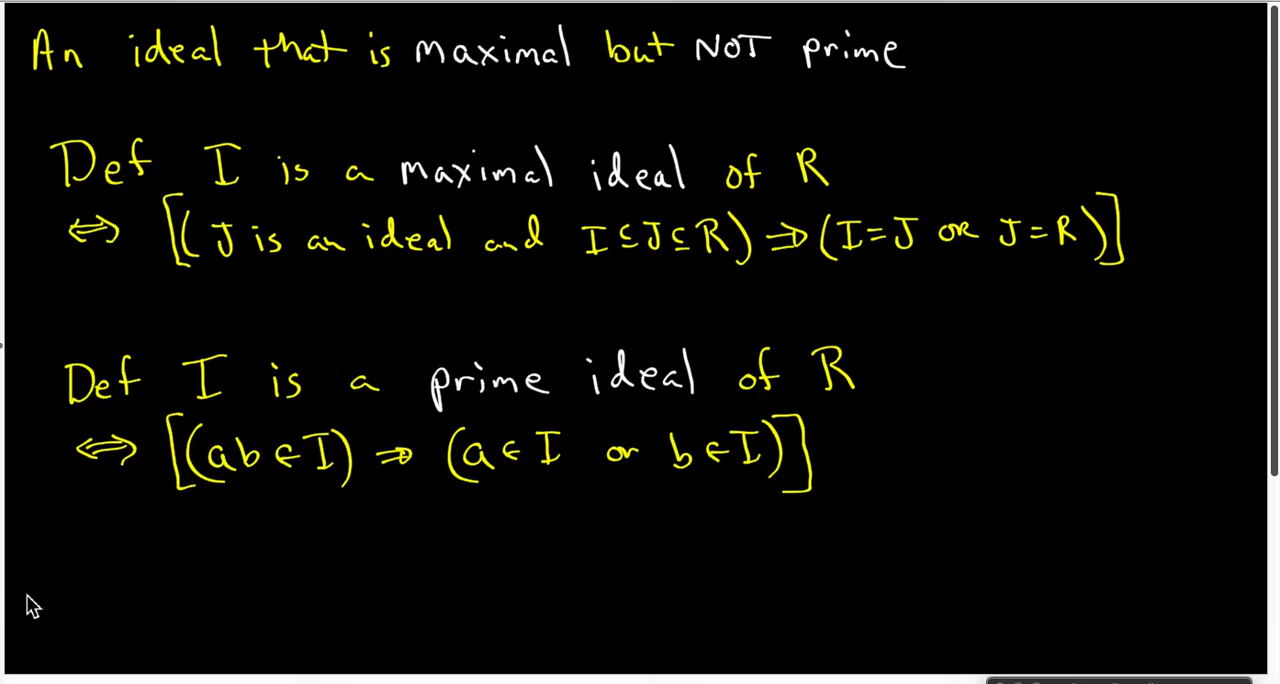 An ideal that is maximal but NOT prime
Def I is a maximal ideal of R
⇔ [(J is an ideal and I ⊆ J ⊆ R) ⇒ (I = J or J = R)]
Def I is a prime ideal of R
⇔ [(ab ∈ I) ⇒ (a ∈ I or b ∈ I)]